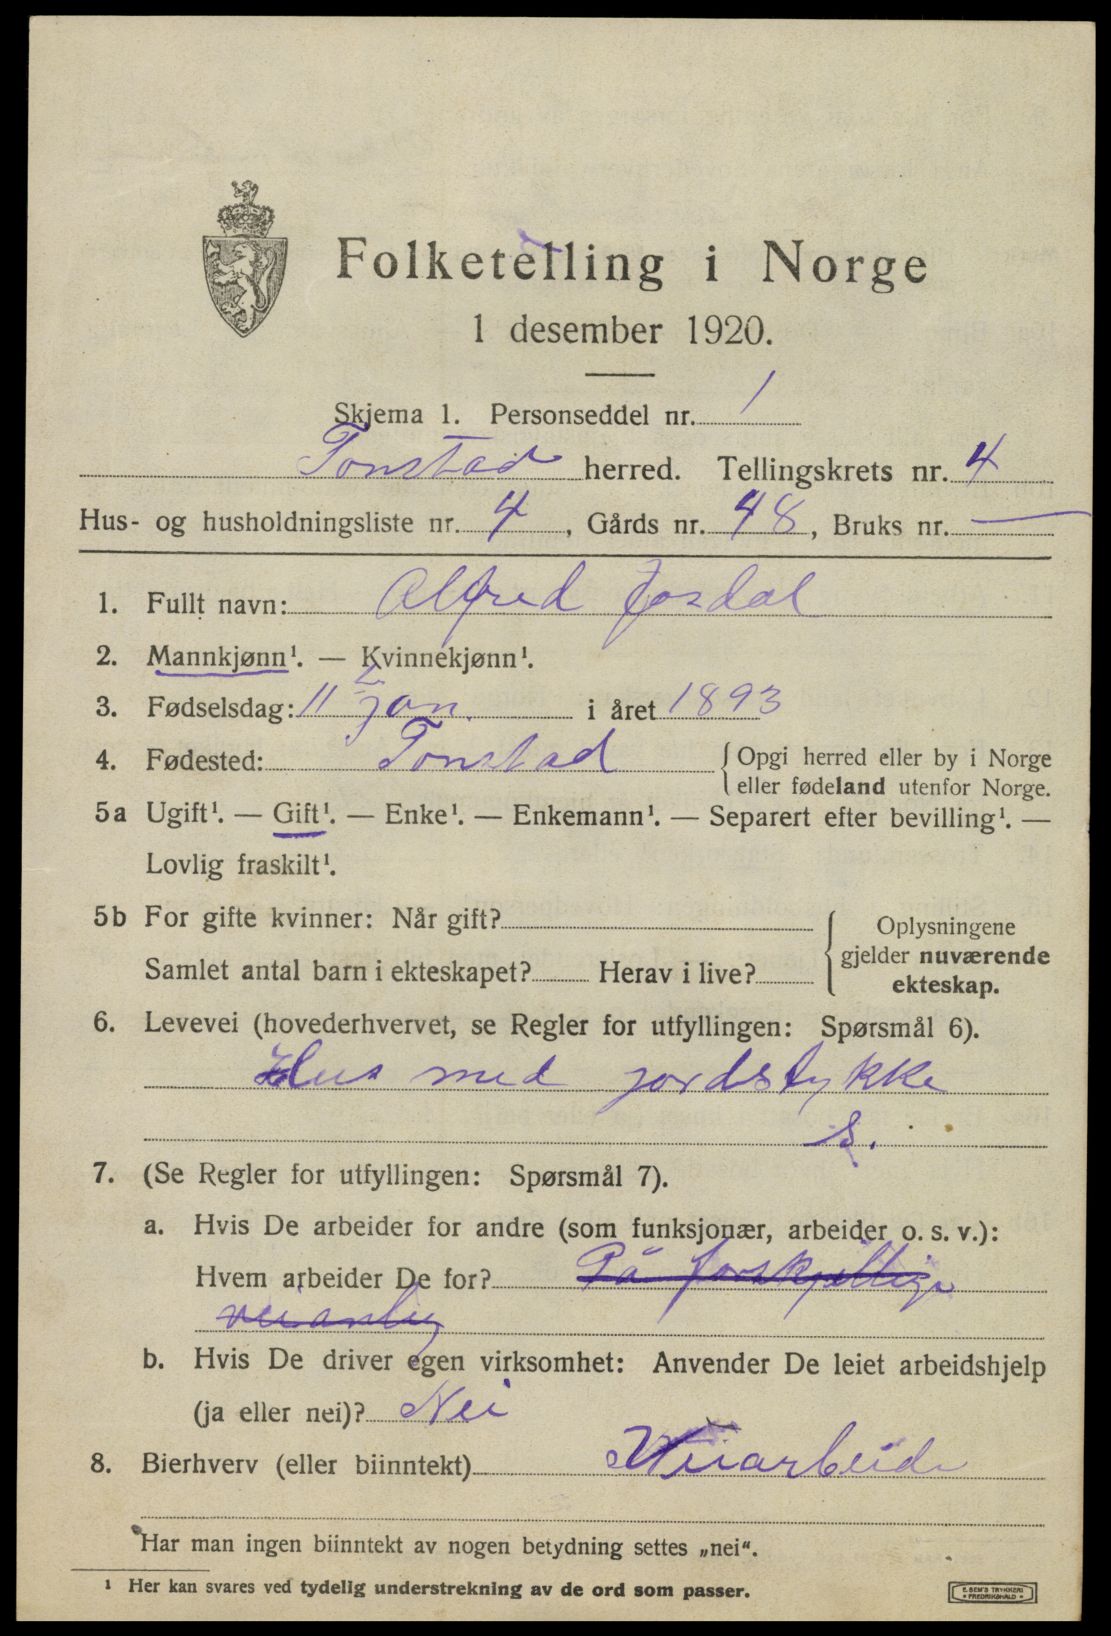 Folketelling i Norge
1 desember 1920.
Skjema 1. Personseddel nr. 1
Tonstad herred. Tellingskrets nr. 4
Hus- og husholdningsliste nr. 4, Gårds nr. 48, Bruks nr. —
1. Fullt navn: Alfred Josdal
2. Mannkjønn¹. — Kvinnekjønn¹.
3. Fødselsdag: 11 jan. i året 1893
4. Fødested: Tonstad {Opgi herred eller by i Norge
eller fødeland utenfor Norge.
5a Ugift¹. — Gift¹. — Enke¹. — Enkemann¹. — Separert efter bevilling¹. —
Lovlig fraskilt¹.
5b For gifte kvinner: Når gift? { Oplysningene
gjelder nuværende
Samlet antal barn i ekteskapet? Herav i live? ekteskap.
6. Levevei (hovederhvervet, se Regler for utfyllingen: Spørsmål 6).
Hus med jordstykke
S.
7. (Se Regler for utfyllingen: Spørsmål 7).
a. Hvis De arbeider for andre (som funksjonær, arbeider o. s. v.):
Hvem arbeider De for? På forskjellige
veianlæg
b. Hvis De driver egen virksomhet: Anvender De leiet arbeidshjelp
(ja eller nei)? Nei
8. Bierhverv (eller biinntekt) Veiarbeide
Har man ingen biinntekt av nogen betydning settes „nei“.
¹ Her kan svares ved tydelig understrekning av de ord som passer.
E. SEM'S TRYKKERI
• FREDRIKSHALD •